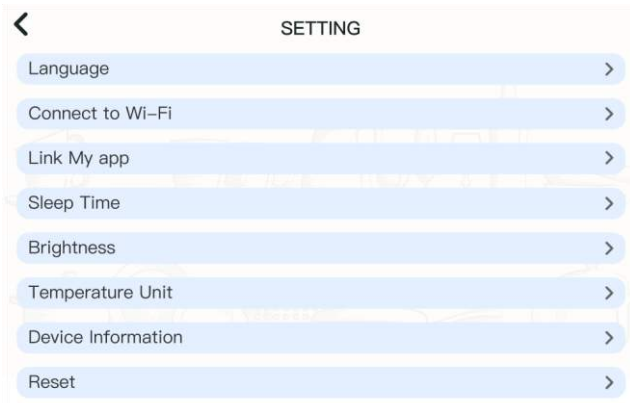 SETTING
Language
Connect to Wi-Fi
Link My app
Sleep Time
Brightness
Temperature Unit
Device Information
Reset